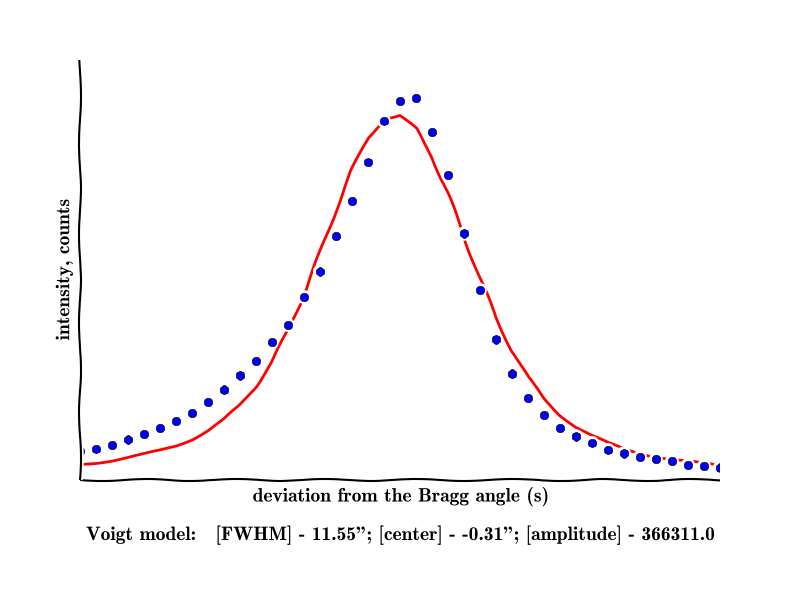 intensity, counts
deviation from the Bragg angle (s)
Voigt model: [FWHM] - 11.55”; [center] - -0.31”; [amplitude] - 366311.0